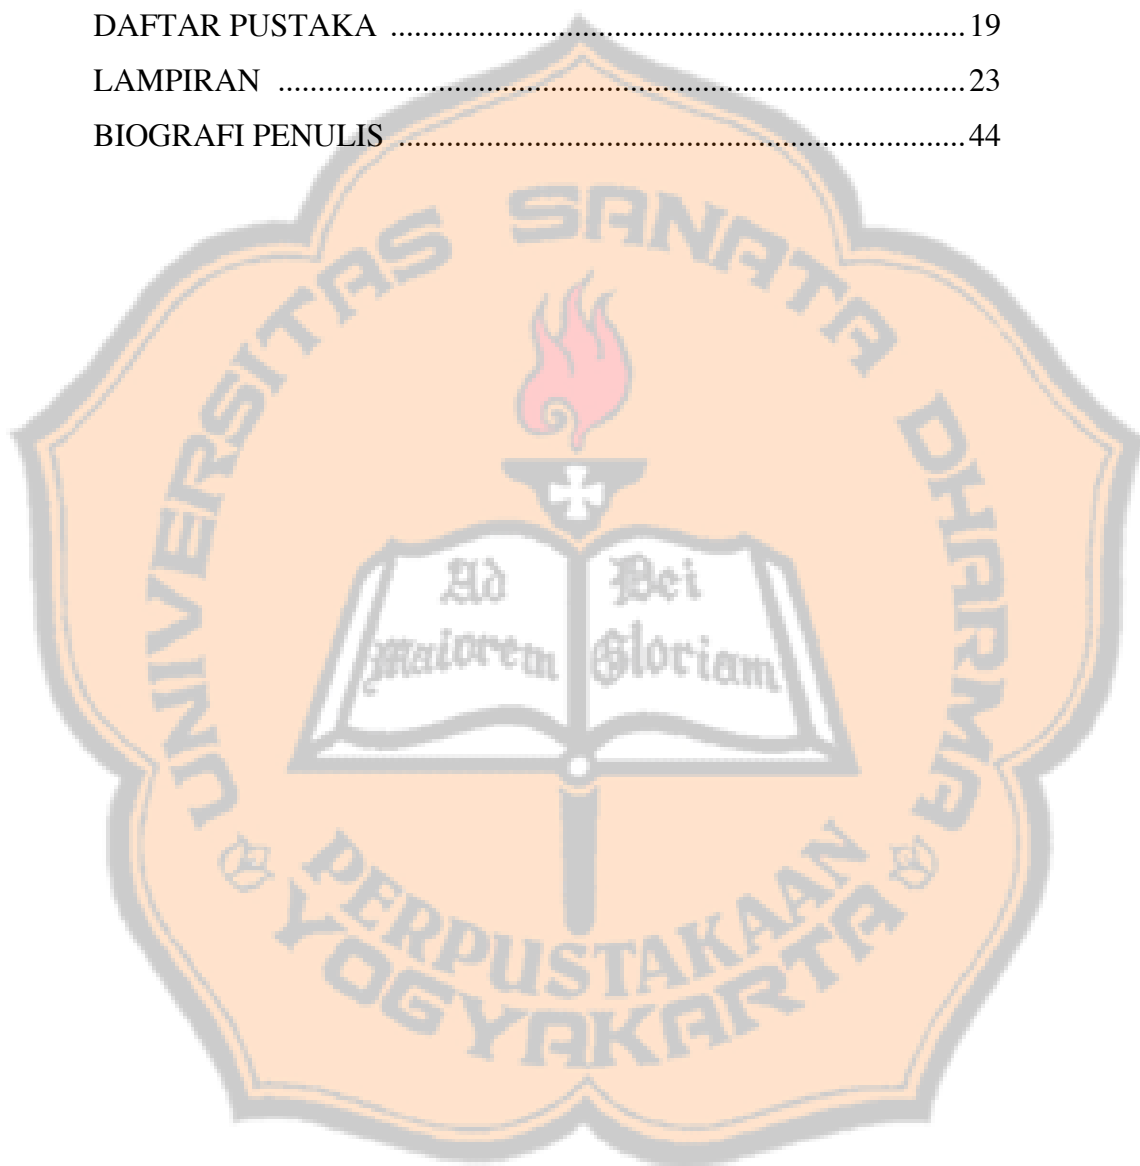 DAFTAR PUSTAKA ........................................................................ 19
LAMPIRAN ...................................................................................... 23
BIOGRAFI PENULIS ....................................................................... 44
UNIVERSITAS SANATA DHARMA
Ad Dei
Maiorem Gloriam
PERPUSTAKAAN
YOGYAKARTA